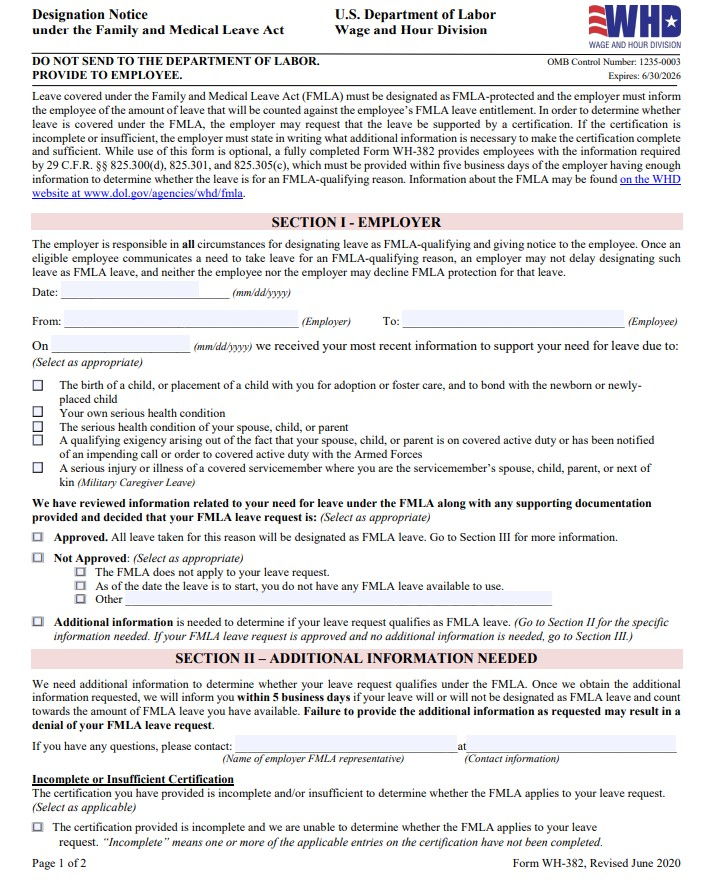 Designation Notice
under the Family and Medical Leave Act
U.S. Department of Labor
Wage and Hour Division
WHD
WAGE AND HOUR DIVISION
DO NOT SEND TO THE DEPARTMENT OF LABOR.
PROVIDE TO EMPLOYEE.
OMB Control Number: 1235-0003
Expires: 6/30/2026
Leave covered under the Family and Medical Leave Act (FMLA) must be designated as FMLA-protected and the employer must inform
the employee of the amount of leave that will be counted against the employee's FMLA leave entitlement. In order to determine whether
leave is covered under the FMLA, the employer may request that the leave be supported by a certification. If the certification is
incomplete or insufficient, the employer must state in writing what additional information is necessary to make the certification complete
and sufficient. While use of this form is optional, a fully completed Form WH-382 provides employees with the information required
by 29 C.F.R. §§ 825.300(d), 825.301, and 825.305(c), which must be provided within five business days of the employer having enough
information to determine whether the leave is for an FMLA-qualifying reason. Information about the FMLA may be found on the WHD
website at www.dol.gov/agencies/whd/fmla.
SECTION I - EMPLOYER
The employer is responsible in all circumstances for designating leave as FMLA-qualifying and giving notice to the employee. Once an
eligible employee communicates a need to take leave for an FMLA-qualifying reason, an employer may not delay designating such
leave as FMLA leave, and neither the employee nor the employer may decline FMLA protection for that leave.
Date: (mm/dd/yyyy)
From: (Employer) To: (Employee)
On (mm/dd/yyyy) we received your most recent information to support your need for leave due to:
(Select as appropriate)
The birth of a child, or placement of a child with you for adoption or foster care, and to bond with the newborn or newly-
placed child
Your own serious health condition
The serious health condition of your spouse, child, or parent
A qualifying exigency arising out of the fact that your spouse, child, or parent is on covered active duty or has been notified
of an impending call or order to covered active duty with the Armed Forces
A serious injury or illness of a covered servicemember where you are the servicemember's spouse, child, parent, or next of
kin (Military Caregiver Leave)
We have reviewed information related to your need for leave under the FMLA along with any supporting documentation
provided and decided that your FMLA leave request is: (Select as appropriate)
Approved. All leave taken for this reason will be designated as FMLA leave. Go to Section III for more information.
Not Approved: (Select as appropriate)
The FMLA does not apply to your leave request.
As of the date the leave is to start, you do not have any FMLA leave available to use.
Other
Additional information is needed to determine if your leave request qualifies as FMLA leave. (Go to Section II for the specific
information needed. If your FMLA leave request is approved and no additional information is needed, go to Section III.)
SECTION II – ADDITIONAL INFORMATION NEEDED
We need additional information to determine whether your leave request qualifies under the FMLA. Once we obtain the additional
information requested, we will inform you within 5 business days if your leave will or will not be designated as FMLA leave and count
towards the amount of FMLA leave you have available. Failure to provide the additional information as requested may result in a
denial of your FMLA leave request.
If you have any questions, please contact: at
(Name of employer FMLA representative) (Contact information)
Incomplete or Insufficient Certification
The certification you have provided is incomplete and/or insufficient to determine whether the FMLA applies to your leave request.
(Select as applicable)
The certification provided is incomplete and we are unable to determine whether the FMLA applies to your leave
request. "Incomplete" means one or more of the applicable entries on the certification have not been completed.
Page 1 of 2
Form WH-382, Revised June 2020